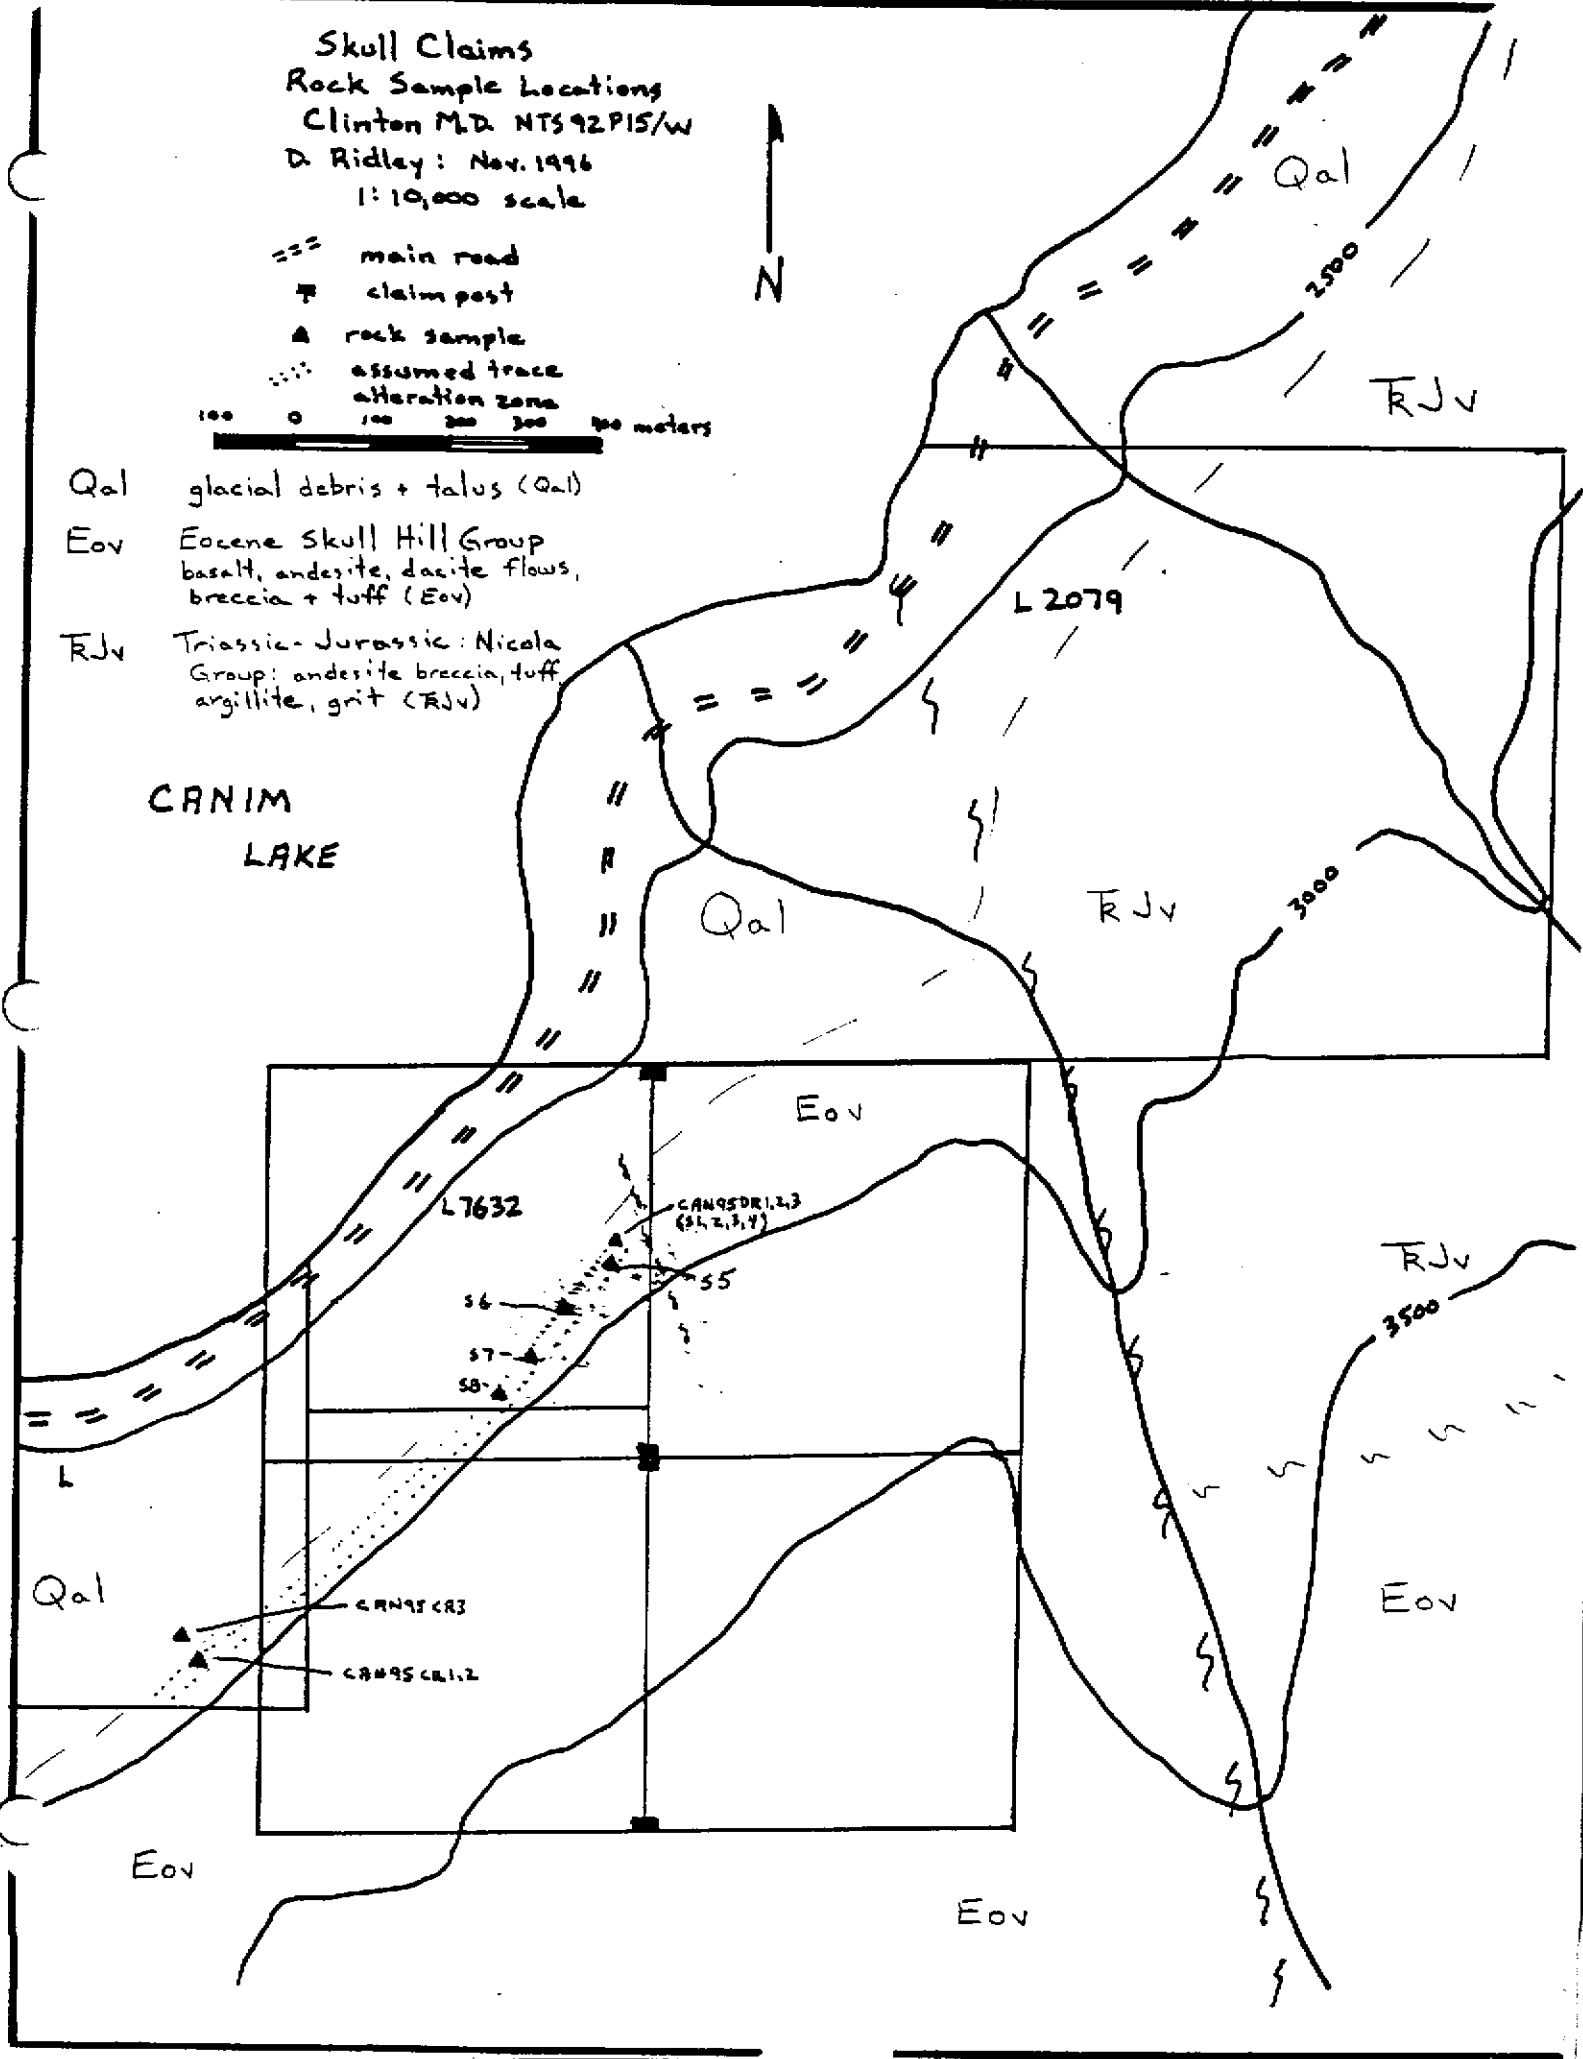 Skull Claims
Rock Sample Locations
Clinton M.D. NTS 92P15/W
D. Ridley : Nov. 1996
1:10,000 scale
main road
claim post
rock sample
assumed trace
alteration zone
100 0 100 200 300 400 meters
N
Qal glacial debris + talus (Qal)
Eov Eocene Skull Hill Group
basalt, andesite, dacite flows,
breccia + tuff (Eov)
TRJv Triassic-Jurassic: Nicola
Group: andesite breccia, tuff,
argillite, grit (TRJv)
CANIM
LAKE
Qal
2500
TRJv
L 2079
Qal
TRJv
3000
Eov
L7632
CAN95DR1,2,3
(S1,2,3,4)
S5
S6
S7
S8
TRJv
3500
L
Qal
CAN95CR3
CAN95CR1,2
Eov
Eov
Eov